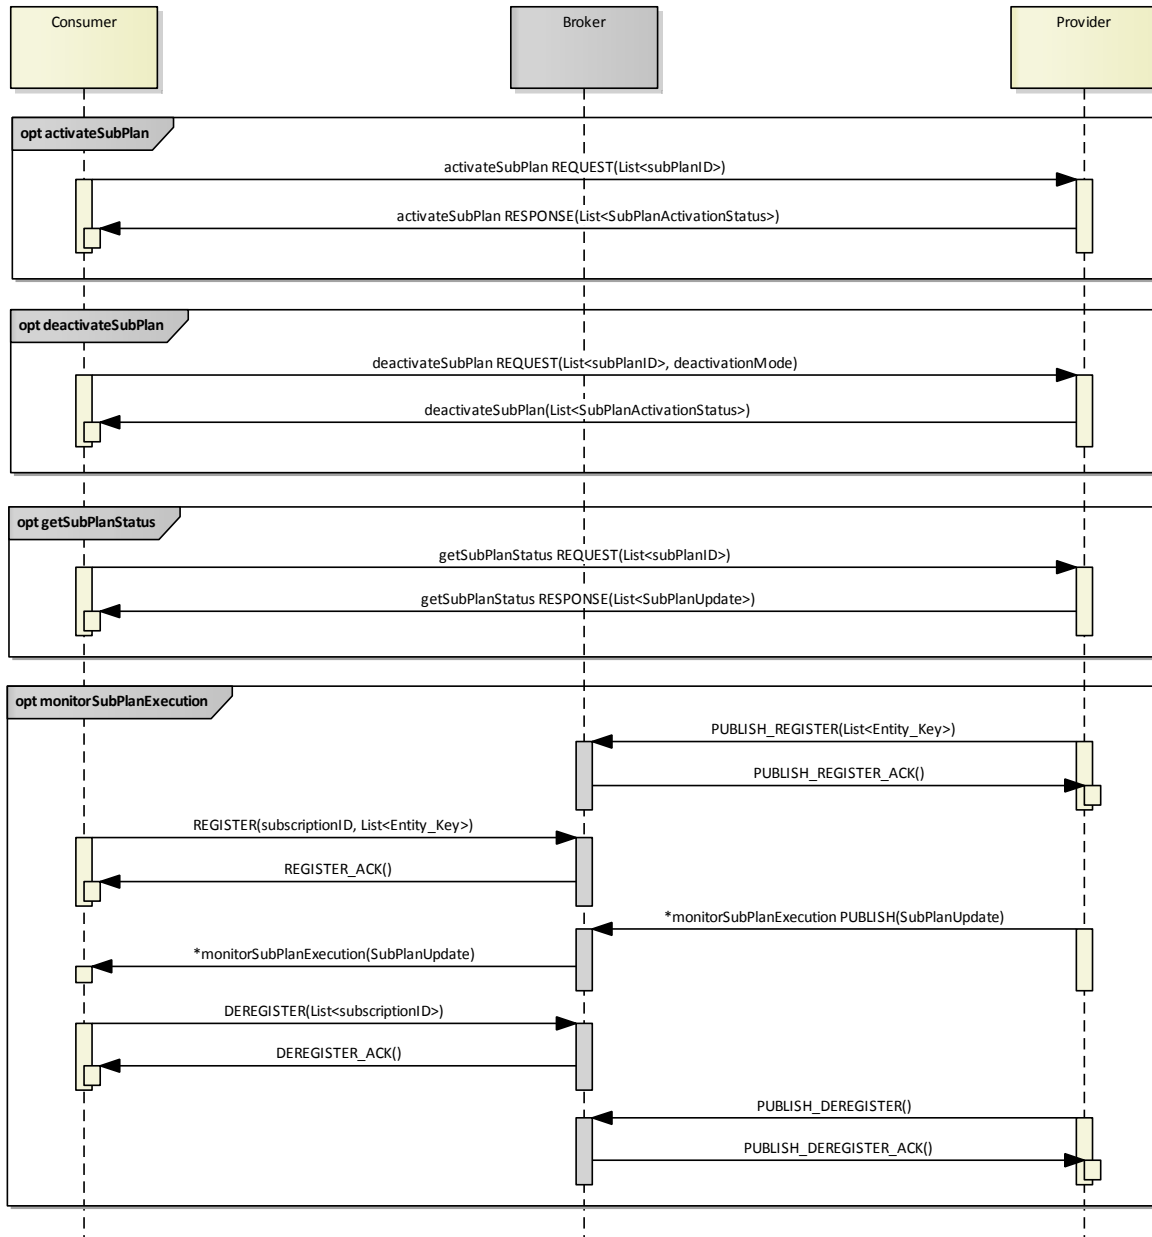 Consumer
Broker
Provider
opt activateSubPlan
activateSubPlan REQUEST(List<subPlanID>)
activateSubPlan RESPONSE(List<SubPlanActivationStatus>)
opt deactivateSubPlan
deactivateSubPlan REQUEST(List<subPlanID>, deactivationMode)
deactivateSubPlan(List<SubPlanActivationStatus>)
opt getSubPlanStatus
getSubPlanStatus REQUEST(List<subPlanID>)
getSubPlanStatus RESPONSE(List<SubPlanUpdate>)
opt monitorSubPlanExecution
PUBLISH_REGISTER(List<Entity_Key>)
PUBLISH_REGISTER_ACK()
REGISTER(subscriptionID, List<Entity_Key>)
REGISTER_ACK()
*monitorSubPlanExecution PUBLISH(SubPlanUpdate)
*monitorSubPlanExecution(SubPlanUpdate)
DEREGISTER(List<subscriptionID>)
DEREGISTER_ACK()
PUBLISH_DEREGISTER()
PUBLISH_DEREGISTER_ACK()